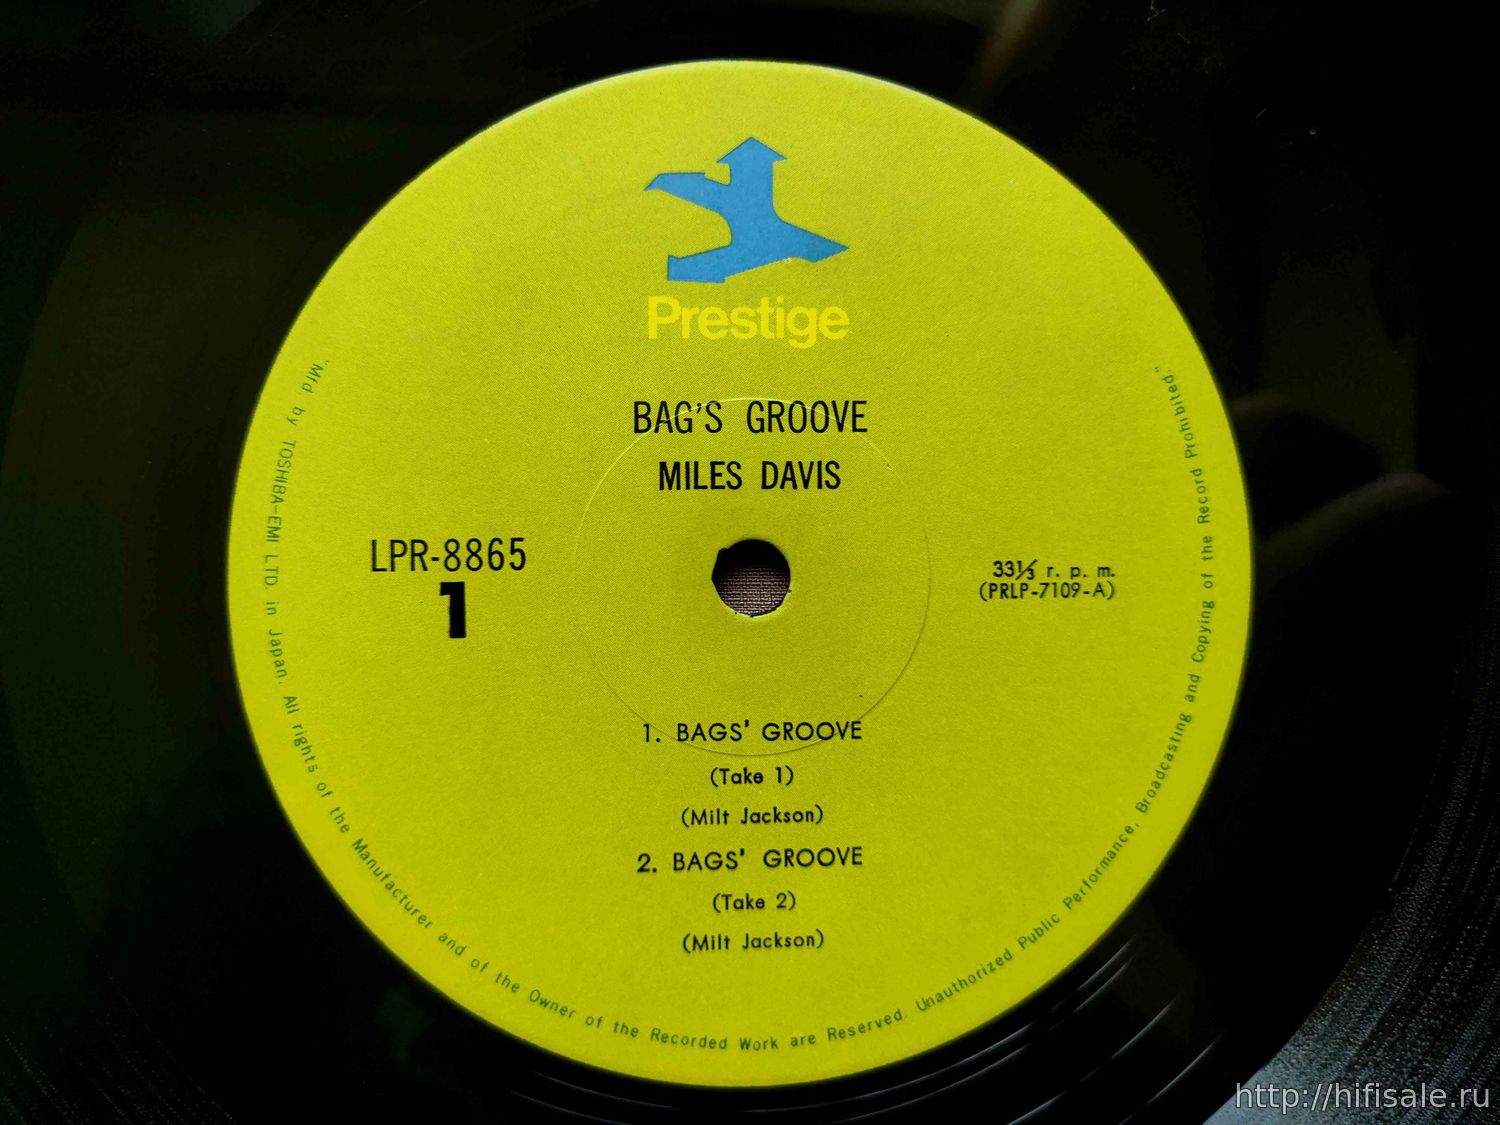 Prestige
BAG'S GROOVE
MILES DAVIS
LPR-8865
1
33⅓ r. p. m.
(PRLP-7109-A)
1. BAGS' GROOVE
(Take 1)
(Milt Jackson)
2. BAGS' GROOVE
(Take 2)
(Milt Jackson)
"Mfd by TOSHIBA-EMI LTD. in Japan. All rights of the Manufacturer and of the Owner of the Recorded Work are Reserved. Unauthorized Public Performance, Broadcasting and Copying of the Record Prohibited."
http://hifisale.ru